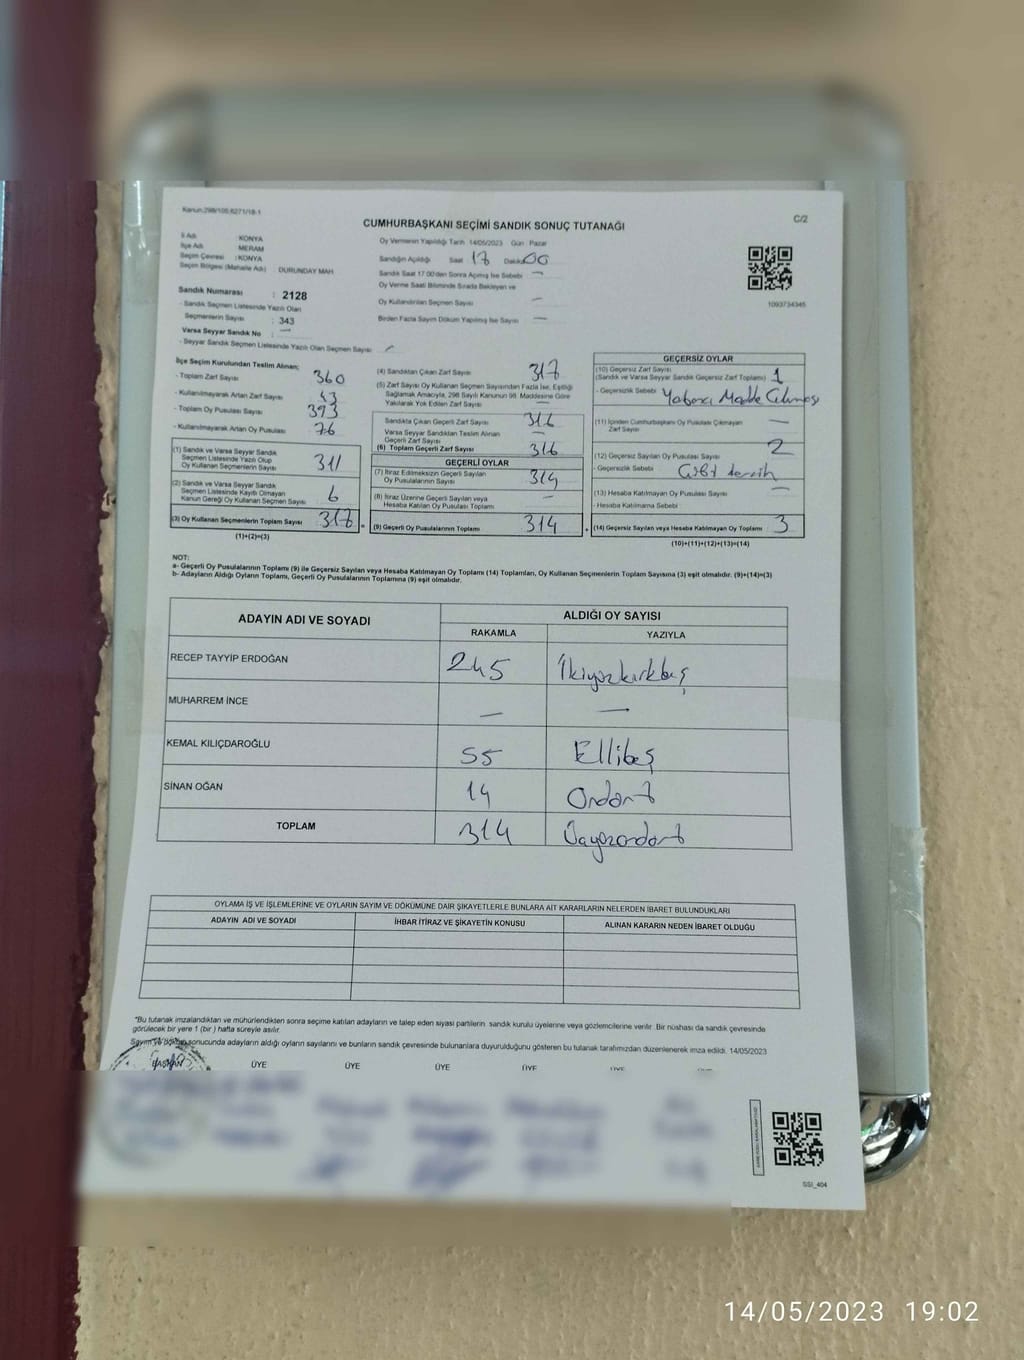 Kanun:298/105;6271/18-1
C/2
CUMHURBAŞKANI SEÇİMİ SANDIK SONUÇ TUTANAĞI
İl Adı : KONYA
İlçe Adı : MERAM
Seçim Çevresi : KONYA
Seçim Bölgesi (Mahalle Adı) : DURUNDAY MAH
Sandık Numarası : 2128
- Sandık Seçmen Listesinde Yazılı Olan
Seçmenlerin Sayısı : 343
Varsa Seyyar Sandık No : —
- Seyyar Sandık Seçmen Listesinde Yazılı Olan Seçmen Sayısı
Oy Vermenin Yapıldığı Tarih 14/05/2023 Gün Pazar
Sandığın Açıldığı Saat 17 Dakika 00
Sandık Saat 17:00'den Sonra Açılmış İse Sebebi —
Oy Verme Saati Bitiminde Sırada Bekleyen ve
Oy Kullandırılan Seçmen Sayısı —
Birden Fazla Sayım Döküm Yapılmış İse Sayısı —
1093734345
İlçe Seçim Kurulundan Teslim Alınan;
- Toplam Zarf Sayısı 360
- Kullanılmayarak Artan Zarf Sayısı 43
- Toplam Oy Pusulası Sayısı 393
- Kullanılmayarak Artan Oy Pusulası 76
(1) Sandık ve Varsa Seyyar Sandık
Seçmen Listesinde Yazılı Olup
Oy Kullanan Seçmenlerin Sayısı 311
(2) Sandık ve Varsa Seyyar Sandık
Seçmen Listesinde Kayıtlı Olmayan
Kanun Gereği Oy Kullanan Seçmen Sayısı 6
(3) Oy Kullanan Seçmenlerin Toplam Sayısı 317
(1)+(2)=(3)
(4) Sandıktan Çıkan Zarf Sayısı 317
(5) Zarf Sayısı Oy Kullanan Seçmen Sayısından Fazla İse, Eşitliği
Sağlamak Amacıyla, 298 Sayılı Kanunun 98. Maddesine Göre
Yakılarak Yok Edilen Zarf Sayısı —
Sandıkta Çıkan Geçerli Zarf Sayısı 316
Varsa Seyyar Sandıktan Teslim Alınan
Geçerli Zarf Sayısı —
(6) Toplam Geçerli Zarf Sayısı 316
GEÇERLİ OYLAR
(7) İtiraz Edilmeksizin Geçerli Sayılan
Oy Pusulalarının Sayısı 314
(8) İtiraz Üzerine Geçerli Sayılan veya
Hesaba Katılan Oy Pusulası Toplamı —
(9) Geçerli Oy Pusulalarının Toplamı 314
GEÇERSİZ OYLAR
(10) Geçersiz Zarf Sayısı
(Sandık ve Varsa Seyyar Sandık Geçersiz Zarf Toplamı) 1
- Geçersizlik Sebebi Yabancı Madde Çıkması
(11) İçinden Cumhurbaşkanı Oy Pusulası Çıkmayan
Zarf Sayısı —
(12) Geçersiz Sayılan Oy Pusulası Sayısı 2
- Geçersizlik Sebebi Çift tercih
(13) Hesaba Katılmayan Oy Pusulası Sayısı —
- Hesaba Katılmama Sebebi
(14) Geçersiz Sayılan veya Hesaba Katılmayan Oy Toplamı 3
(10)+(11)+(12)+(13)=(14)
NOT:
a- Geçerli Oy Pusulalarının Toplamı (9) ile Geçersiz Sayılan veya Hesaba Katılmayan Oy Toplamı (14) Toplamları, Oy Kullanan Seçmenlerin Toplam Sayısına (3) eşit olmalıdır. (9)+(14)=(3)
b- Adayların Aldığı Oyların Toplamı, Geçerli Oy Pusulalarının Toplamına (9) eşit olmalıdır.
ADAYIN ADI VE SOYADI
ALDIĞI OY SAYISI
RAKAMLA YAZIYLA
RECEP TAYYİP ERDOĞAN 245 İkiyüzkırkbeş
MUHARREM İNCE — —
KEMAL KILIÇDAROĞLU 55 Ellibeş
SİNAN OĞAN 14 Ondört
TOPLAM 314 Üçyüzondört
OYLAMA İŞ VE İŞLEMLERİNE VE OYLARIN SAYIM VE DÖKÜMÜNE DAİR ŞİKAYETLERLE BUNLARA AİT KARARLARIN NELERDEN İBARET BULUNDUKLARI
ADAYIN ADI VE SOYADI İHBAR İTİRAZ VE ŞİKAYETİN KONUSU ALINAN KARARIN NEDEN İBARET OLDUĞU
*Bu tutanak imzalandıktan ve mühürlendikten sonra seçime katılan adayların ve talep eden siyasi partilerin sandık kurulu üyelerine veya gözlemcilerine verilir. Bir nüshası da sandık çevresinde
görülecek bir yere 1 (bir) hafta süreyle asılır.
Sayım ve döküm sonucunda adayların aldığı oyların sayılarını ve bunların sandık çevresinde bulunanlara duyurulduğunu gösteren bu tutanak tarafımızdan düzenlenerek imza edildi. 14/05/2023
BAŞKAN ÜYE ÜYE ÜYE ÜYE ÜYE ÜYE
SSI_404
14/05/2023 19:02